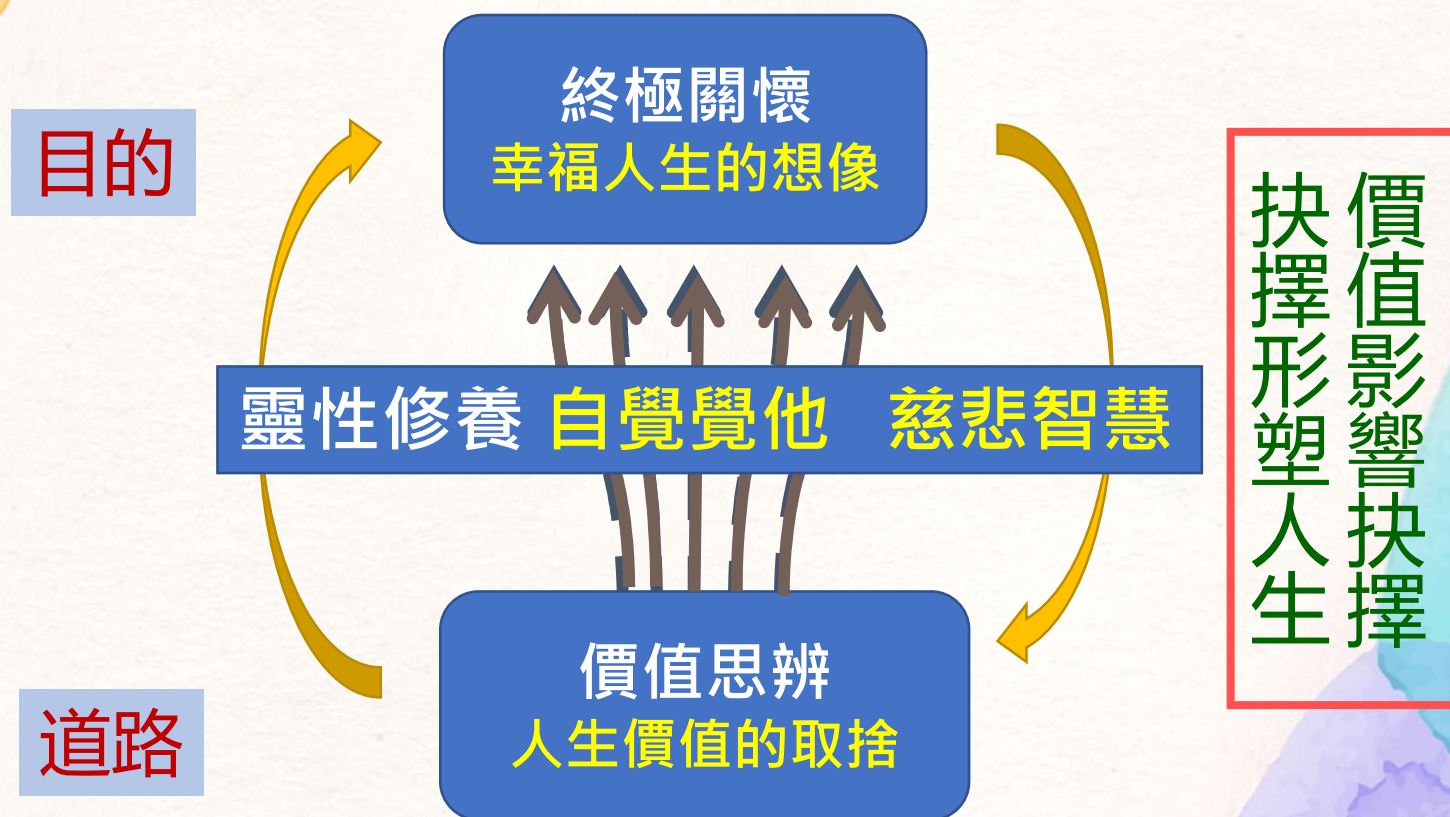 終極關懷
幸福人生的想像
目的
靈性修養 自覺覺他 慈悲智慧
價值思辨
人生價值的取捨
道路
價值影響抉擇
抉擇形塑人生